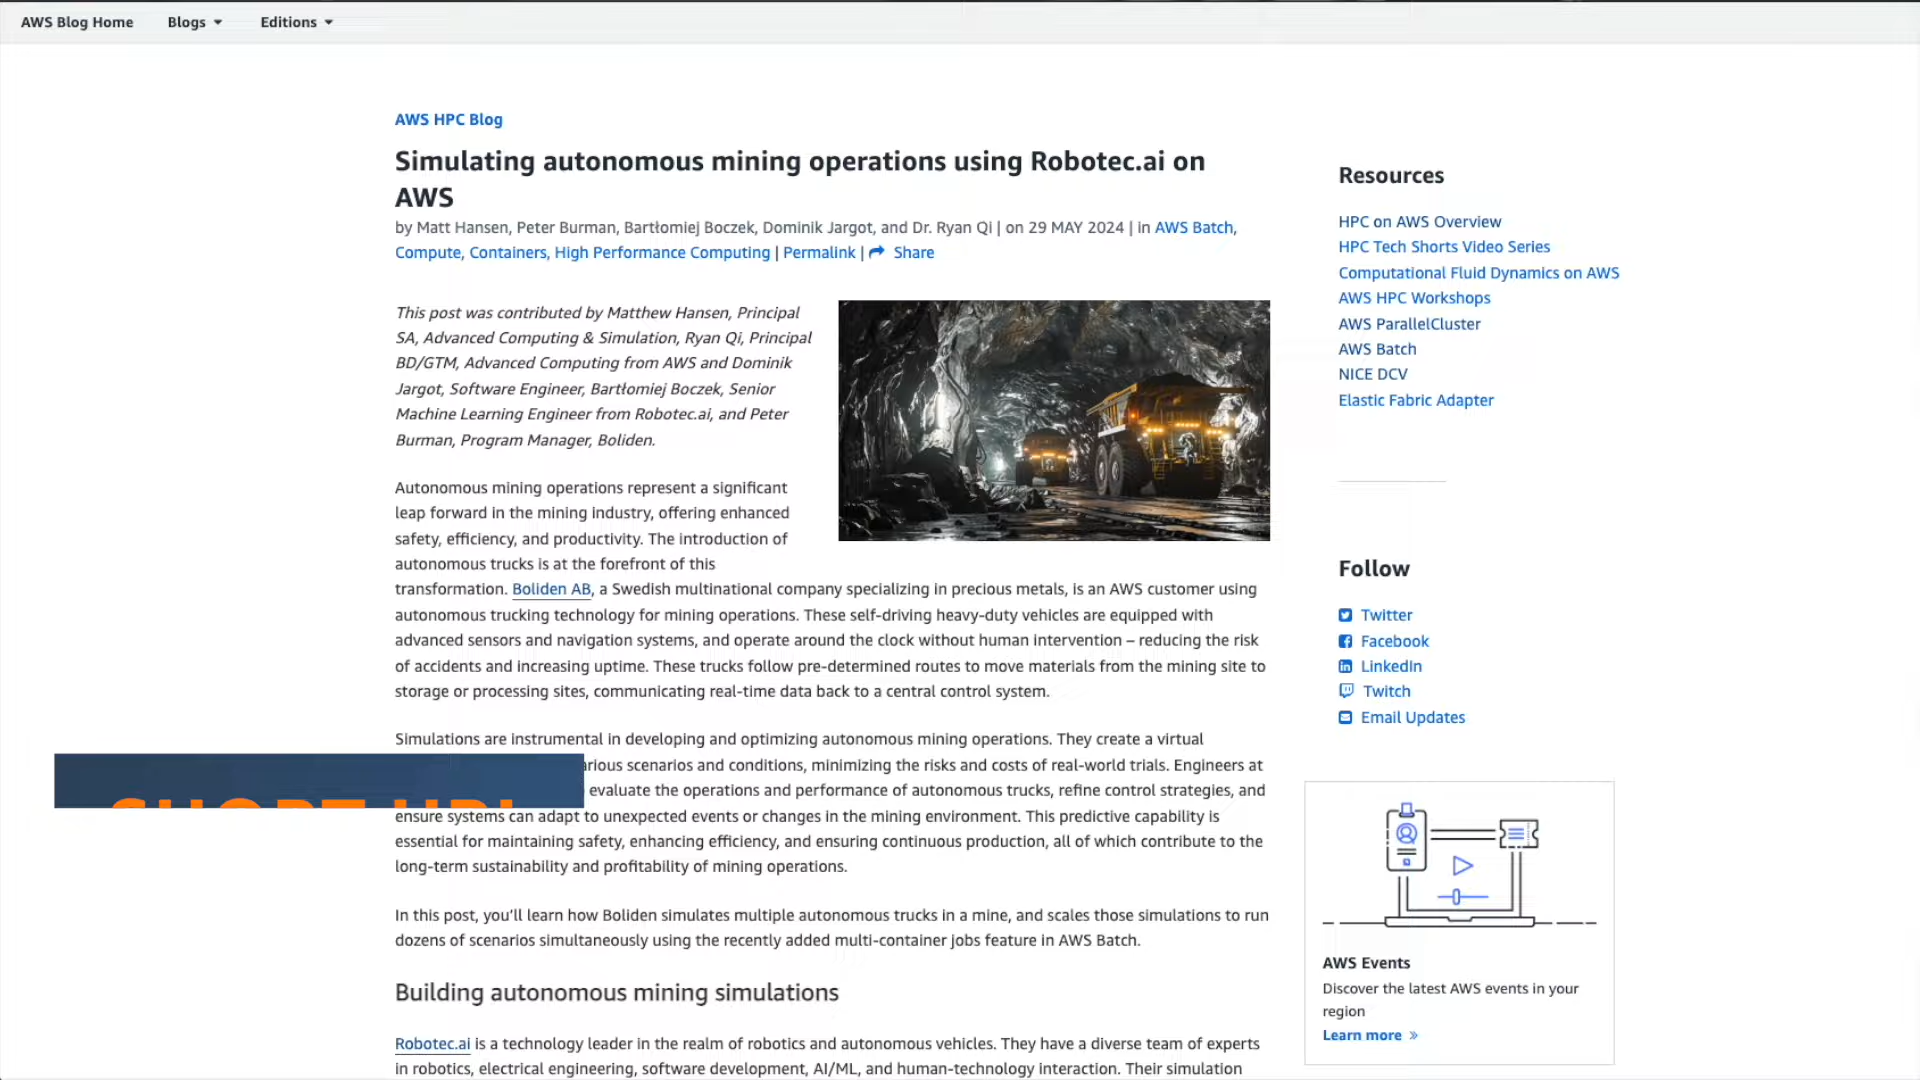 AWS Blog Home Blogs Editions
AWS HPC Blog
Simulating autonomous mining operations using Robotec.ai on
AWS
by Matt Hansen, Peter Burman, Bartłomiej Boczek, Dominik Jargot, and Dr. Ryan Qi | on 29 MAY 2024 | in AWS Batch,
Compute, Containers, High Performance Computing | Permalink | Share
This post was contributed by Matthew Hansen, Principal
SA, Advanced Computing & Simulation, Ryan Qi, Principal
BD/GTM, Advanced Computing from AWS and Dominik
Jargot, Software Engineer, Bartłomiej Boczek, Senior
Machine Learning Engineer from Robotec.ai, and Peter
Burman, Program Manager, Boliden.
Autonomous mining operations represent a significant
leap forward in the mining industry, offering enhanced
safety, efficiency, and productivity. The introduction of
autonomous trucks is at the forefront of this
transformation. Boliden AB, a Swedish multinational company specializing in precious metals, is an AWS customer using
autonomous trucking technology for mining operations. These self-driving heavy-duty vehicles are equipped with
advanced sensors and navigation systems, and operate around the clock without human intervention – reducing the risk
of accidents and increasing uptime. These trucks follow pre-determined routes to move materials from the mining site to
storage or processing sites, communicating real-time data back to a central control system.
Simulations are instrumental in developing and optimizing autonomous mining operations. They create a virtual
scenarios and conditions, minimizing the risks and costs of real-world trials. Engineers at
evaluate the operations and performance of autonomous trucks, refine control strategies, and
ensure systems can adapt to unexpected events or changes in the mining environment. This predictive capability is
essential for maintaining safety, enhancing efficiency, and ensuring continuous production, all of which contribute to the
long-term sustainability and profitability of mining operations.
In this post, you’ll learn how Boliden simulates multiple autonomous trucks in a mine, and scales those simulations to run
dozens of scenarios simultaneously using the recently added multi-container jobs feature in AWS Batch.
Building autonomous mining simulations
Robotec.ai is a technology leader in the realm of robotics and autonomous vehicles. They have a diverse team of experts
in robotics, electrical engineering, software development, AI/ML, and human-technology interaction. Their simulation
Resources
HPC on AWS Overview
HPC Tech Shorts Video Series
Computational Fluid Dynamics on AWS
AWS HPC Workshops
AWS ParallelCluster
AWS Batch
NICE DCV
Elastic Fabric Adapter
Follow
Twitter
Facebook
LinkedIn
Twitch
Email Updates
AWS Events
Discover the latest AWS events in your
region
Learn more »